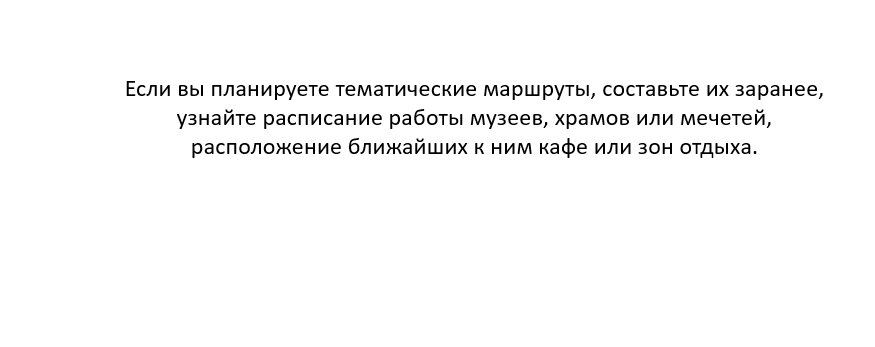 Если вы планируете тематические маршруты, составьте их заранее,
узнайте расписание работы музеев, храмов или мечетей,
расположение ближайших к ним кафе или зон отдыха.